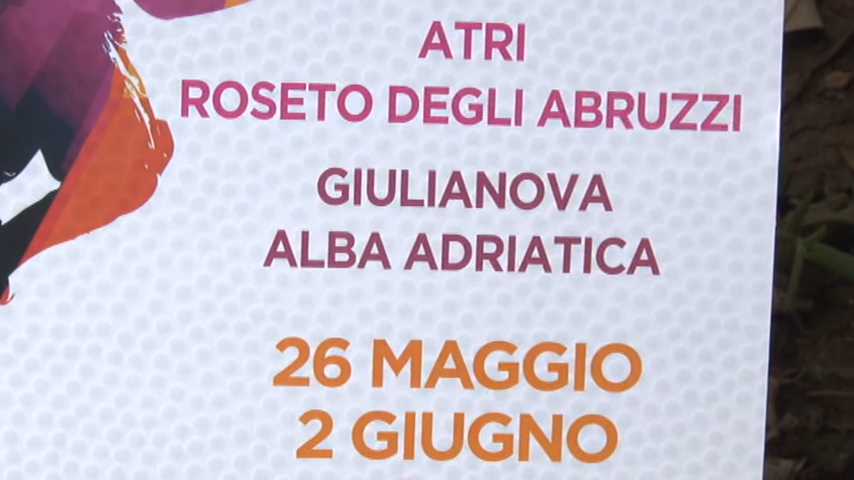 ATRI
ROSETO DEGLI ABRUZZI
GIULIANOVA
ALBA ADRIATICA
26 MAGGIO
2 GIUGNO